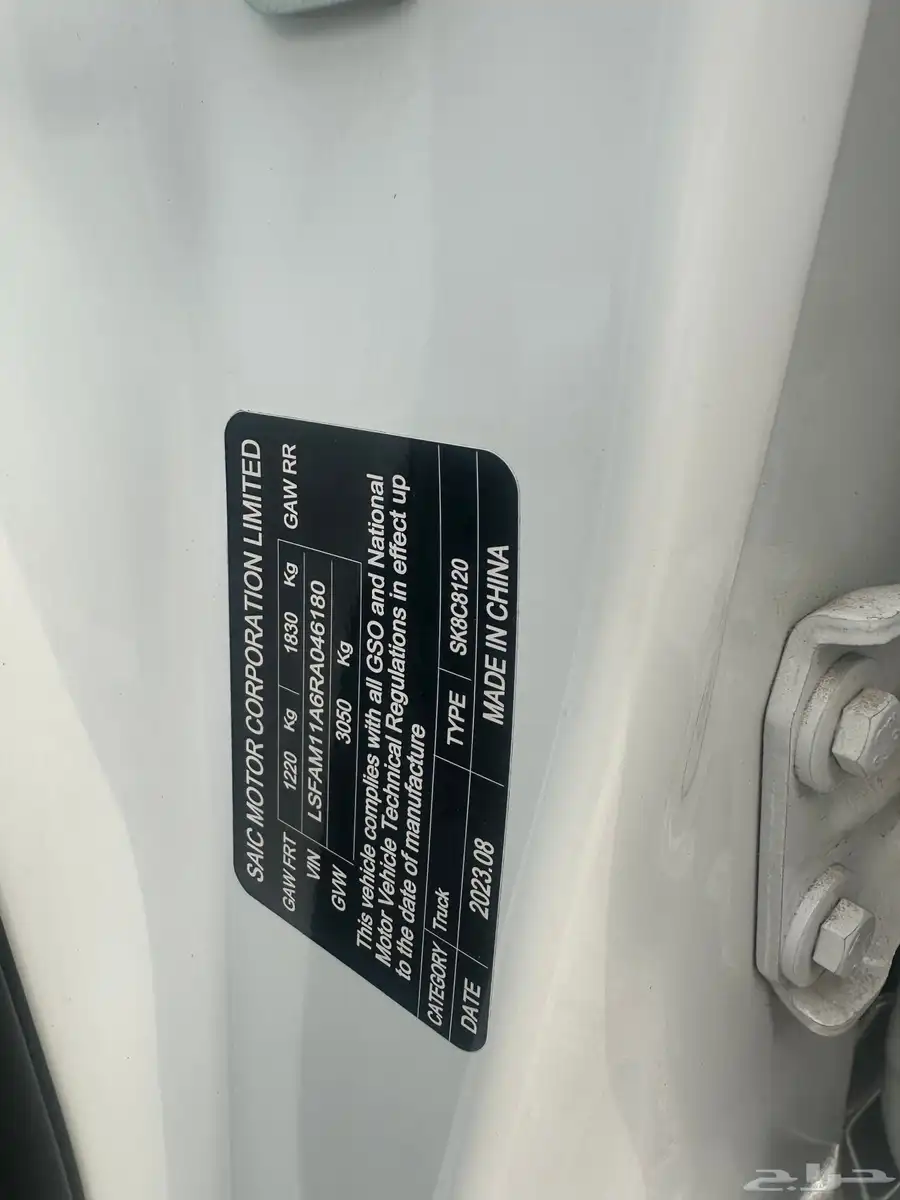 SAIC MOTOR CORPORATION LIMITED
GAW FRT 1220 Kg 1830 Kg GAW RR
VIN LSFAM11A6RA046180
GVW 3050 Kg
This vehicle complies with all GSO and National
Motor Vehicle Technical Regulations in effect up
to the date of manufacture
CATEGORY Truck TYPE SK8C8120
DATE 2023.08 MADE IN CHINA
حراج